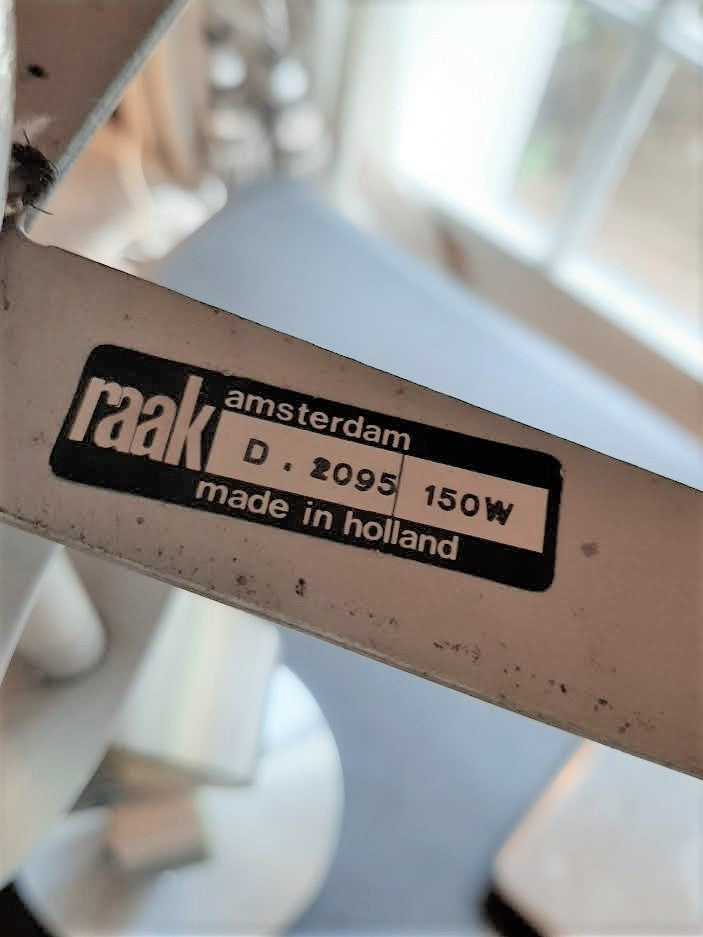 raak
amsterdam
D . 2095 150W
made in holland